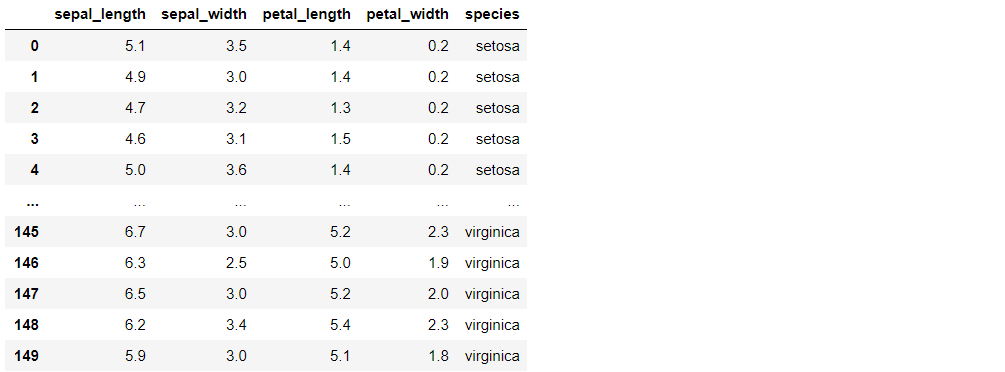 sepal_length sepal_width petal_length petal_width species
0 5.1 3.5 1.4 0.2 setosa
1 4.9 3.0 1.4 0.2 setosa
2 4.7 3.2 1.3 0.2 setosa
3 4.6 3.1 1.5 0.2 setosa
4 5.0 3.6 1.4 0.2 setosa
... ... ... ... ... ...
145 6.7 3.0 5.2 2.3 virginica
146 6.3 2.5 5.0 1.9 virginica
147 6.5 3.0 5.2 2.0 virginica
148 6.2 3.4 5.4 2.3 virginica
149 5.9 3.0 5.1 1.8 virginica